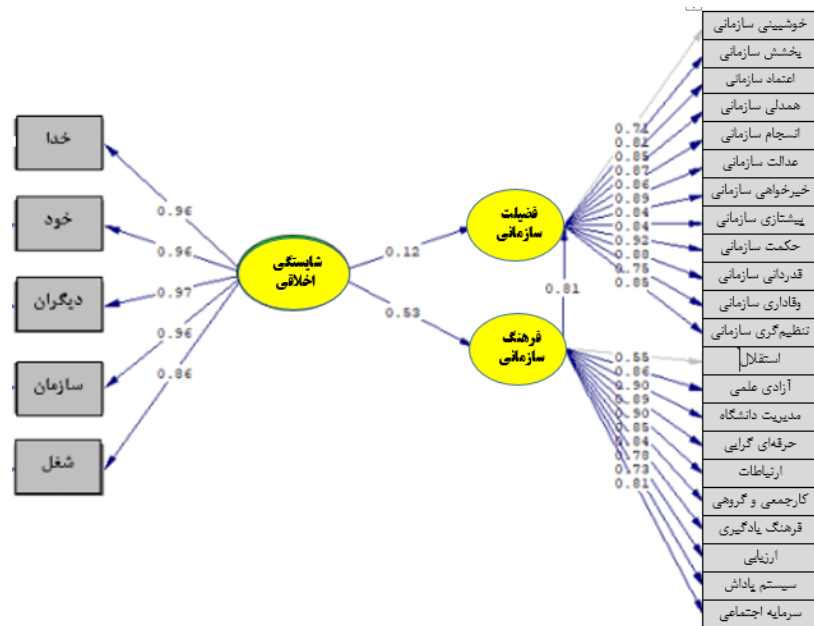 خدا
خود
دیگران
سازمان
شغل
0.96
0.96
0.97
0.96
0.86
شایستگی
اخلاقی
0.12
0.53
فضیلت
سازمانی
0.81
فرهنگ
سازمانی
0.71
0.81
0.85
0.87
0.86
0.89
0.84
0.84
0.92
0.88
0.75
0.85
0.55
0.86
0.90
0.89
0.90
0.85
0.84
0.78
0.73
0.81
خوشبینی سازمانی
بخشش سازمانی
اعتماد سازمانی
همدلی سازمانی
انسجام سازمانی
عدالت سازمانی
خیرخواهی سازمانی
پیشتازی سازمانی
حکمت سازمانی
قدردانی سازمانی
وفاداری سازمانی
تنظیم‌گری سازمانی
استقلال
آزادی علمی
مدیریت دانشگاه
حرفه‌ای گرایی
ارتباطات
کارجمعی و گروهی
فرهنگ یادگیری
ارزیابی
سیستم پاداش
سرمایه اجتماعی